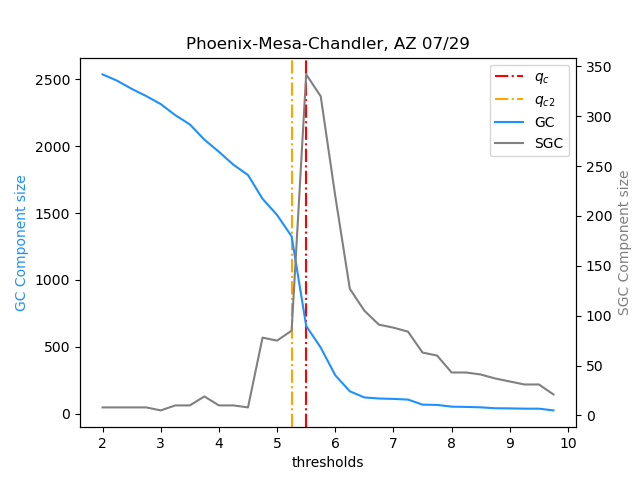 Phoenix-Mesa-Chandler, AZ 07/29
GC Component size
2500
2000
1500
1000
500
0
350
300
250
200
150
100
50
0
SGC Component size
q_c
q_c2
GC
SGC
2 3 4 5 6 7 8 9 10
thresholds